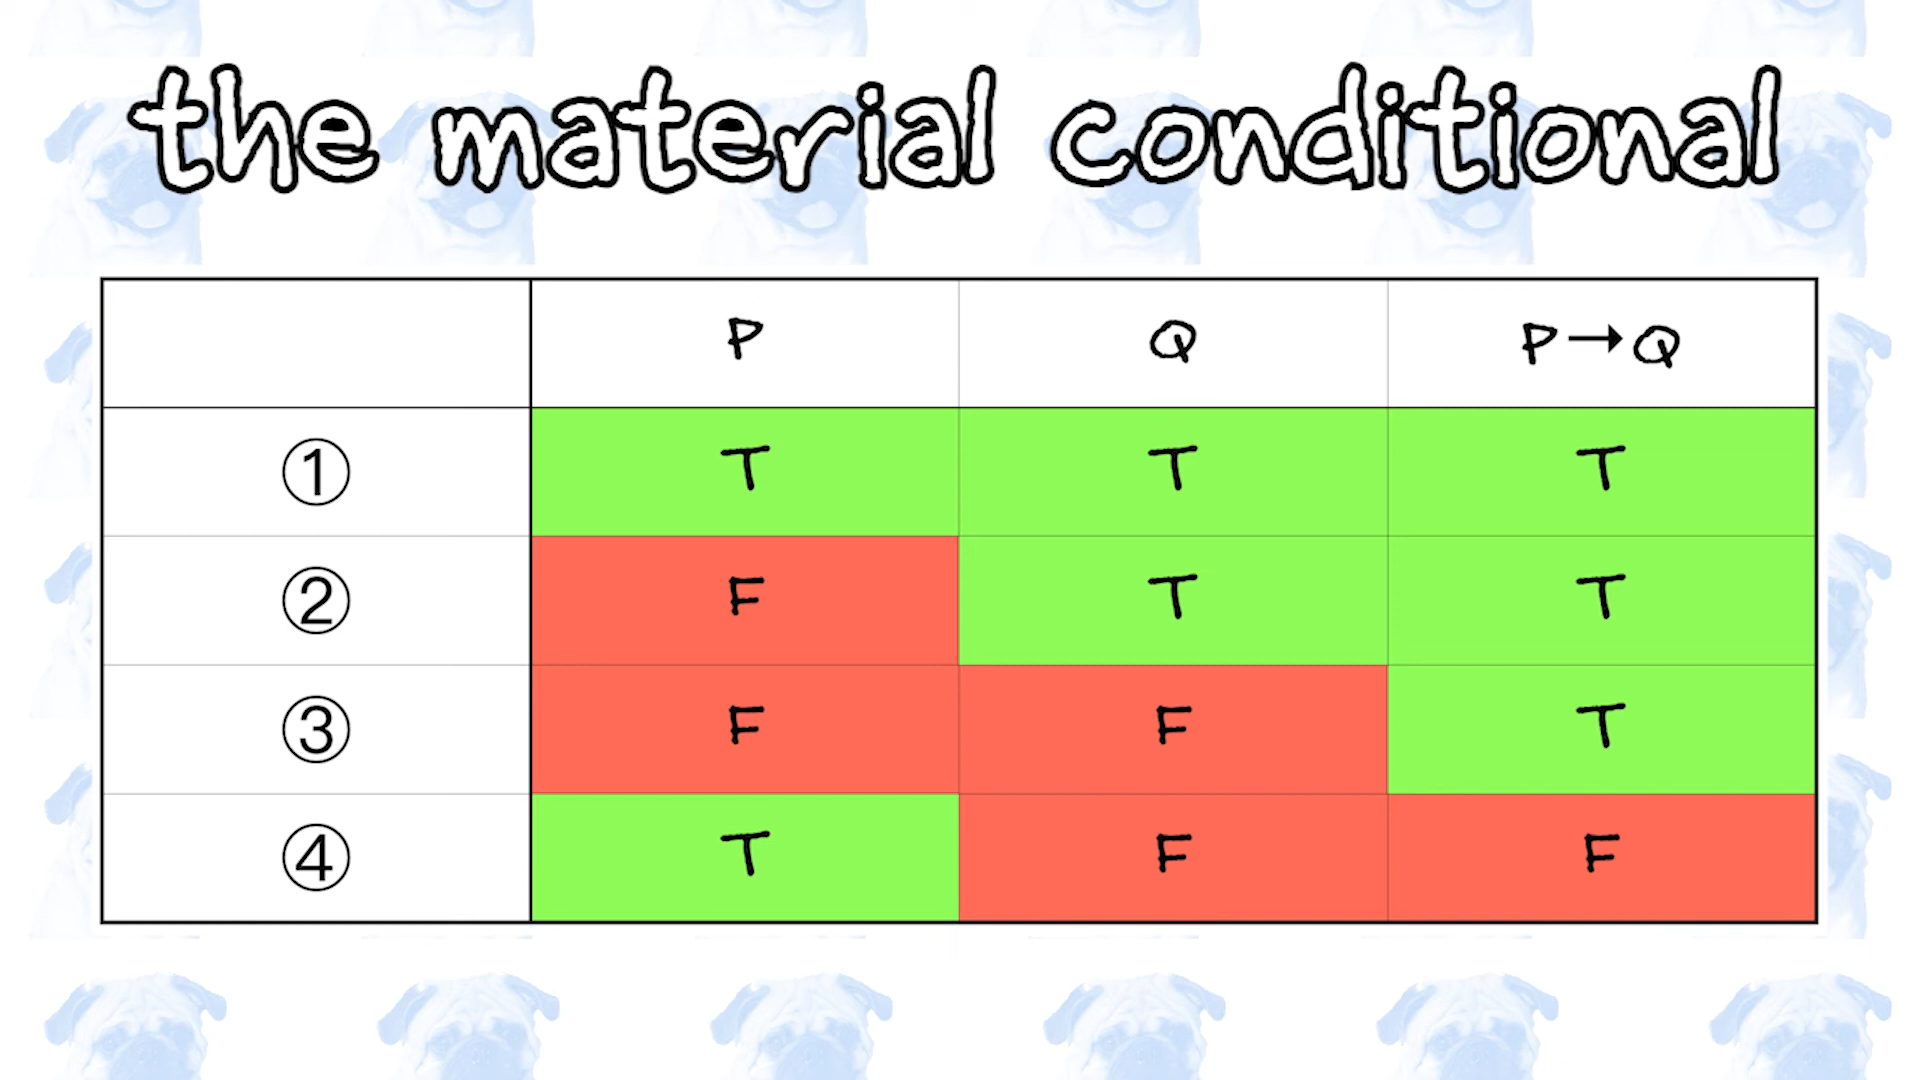 the material conditional
P Q P→Q
① T T T
② F T T
③ F F T
④ T F F